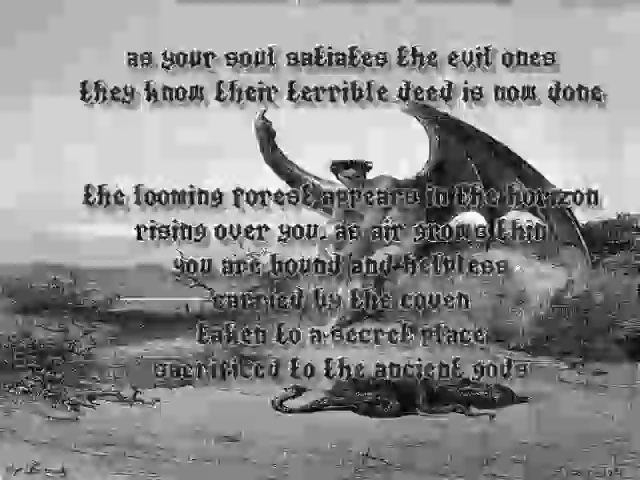 as your soul satiates the evil ones
they know their terrible deed is now done
the looming forest appears in the horizon
rising over you, as air grows thin
you are bound and helpless
carried by the coven
taken to a secret place
sacrificed to the ancient gods